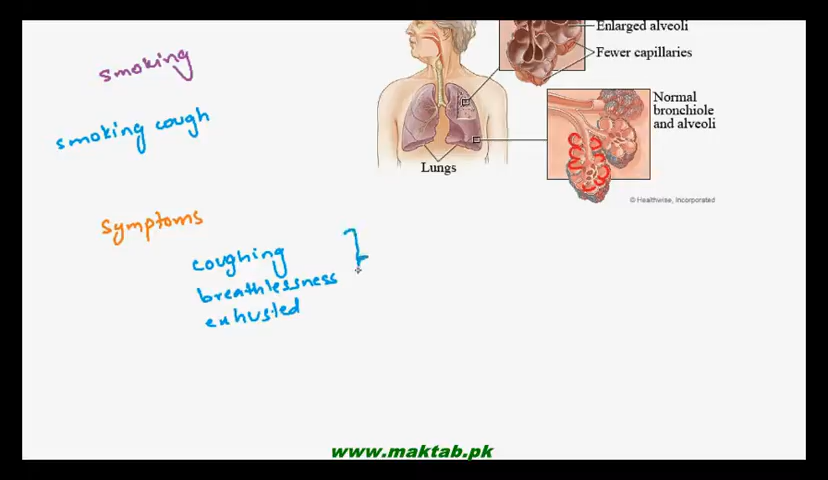 Enlarged alveoli
Fewer capillaries
smoking
Normal
bronchiole
and alveoli
smoking cough
Lungs
© Healthwise, Incorporated
symptoms
coughing
breathlessness
exhusted
www.maktab.pk